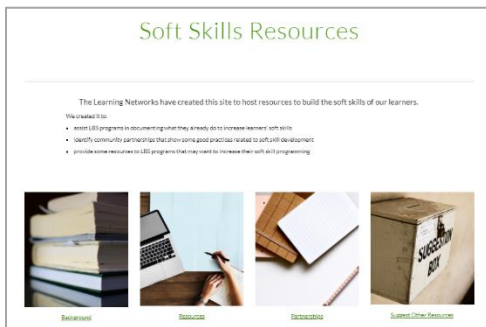 Soft Skills Resources
The Learning Networks have created this site to host resources to build the soft skills of our learners.
We created it to:
• assist LBS programs in documenting what they already do to increase learners' soft skills
• identify community partnerships that show some good practices related to soft skill development
• provide some resources to LBS programs that may want to increase their soft skill programming
SUGGESTION
BOX
Background
Resources
Partnerships
Suggest Other Resources